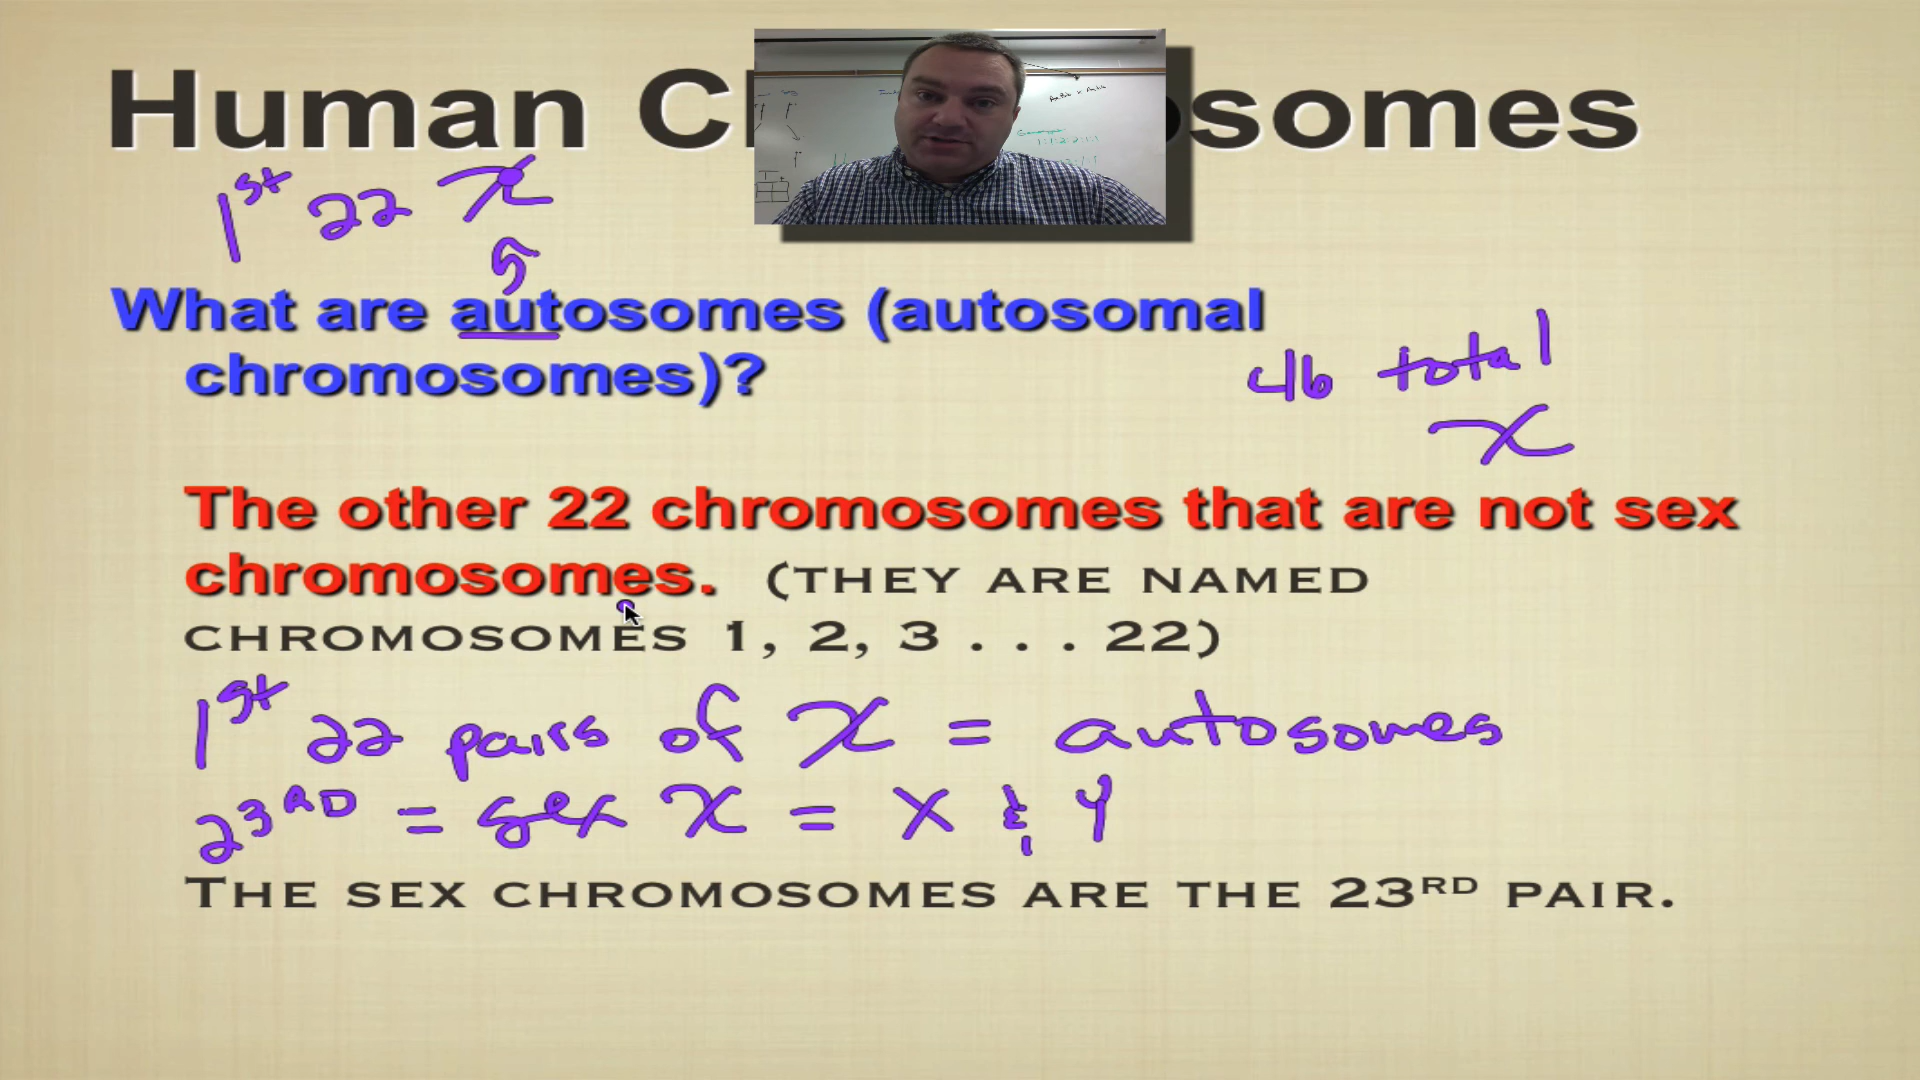 Human C osomes
1st 22 x
s
What are autosomes (autosomal
chromosomes)?
46 total
x
The other 22 chromosomes that are not sex
chromosomes. (THEY ARE NAMED
CHROMOSOMES 1, 2, 3 . . . 22)
1st 22 pairs of x = autosomes
23RD = sex x = X & Y
THE SEX CHROMOSOMES ARE THE 23RD PAIR.